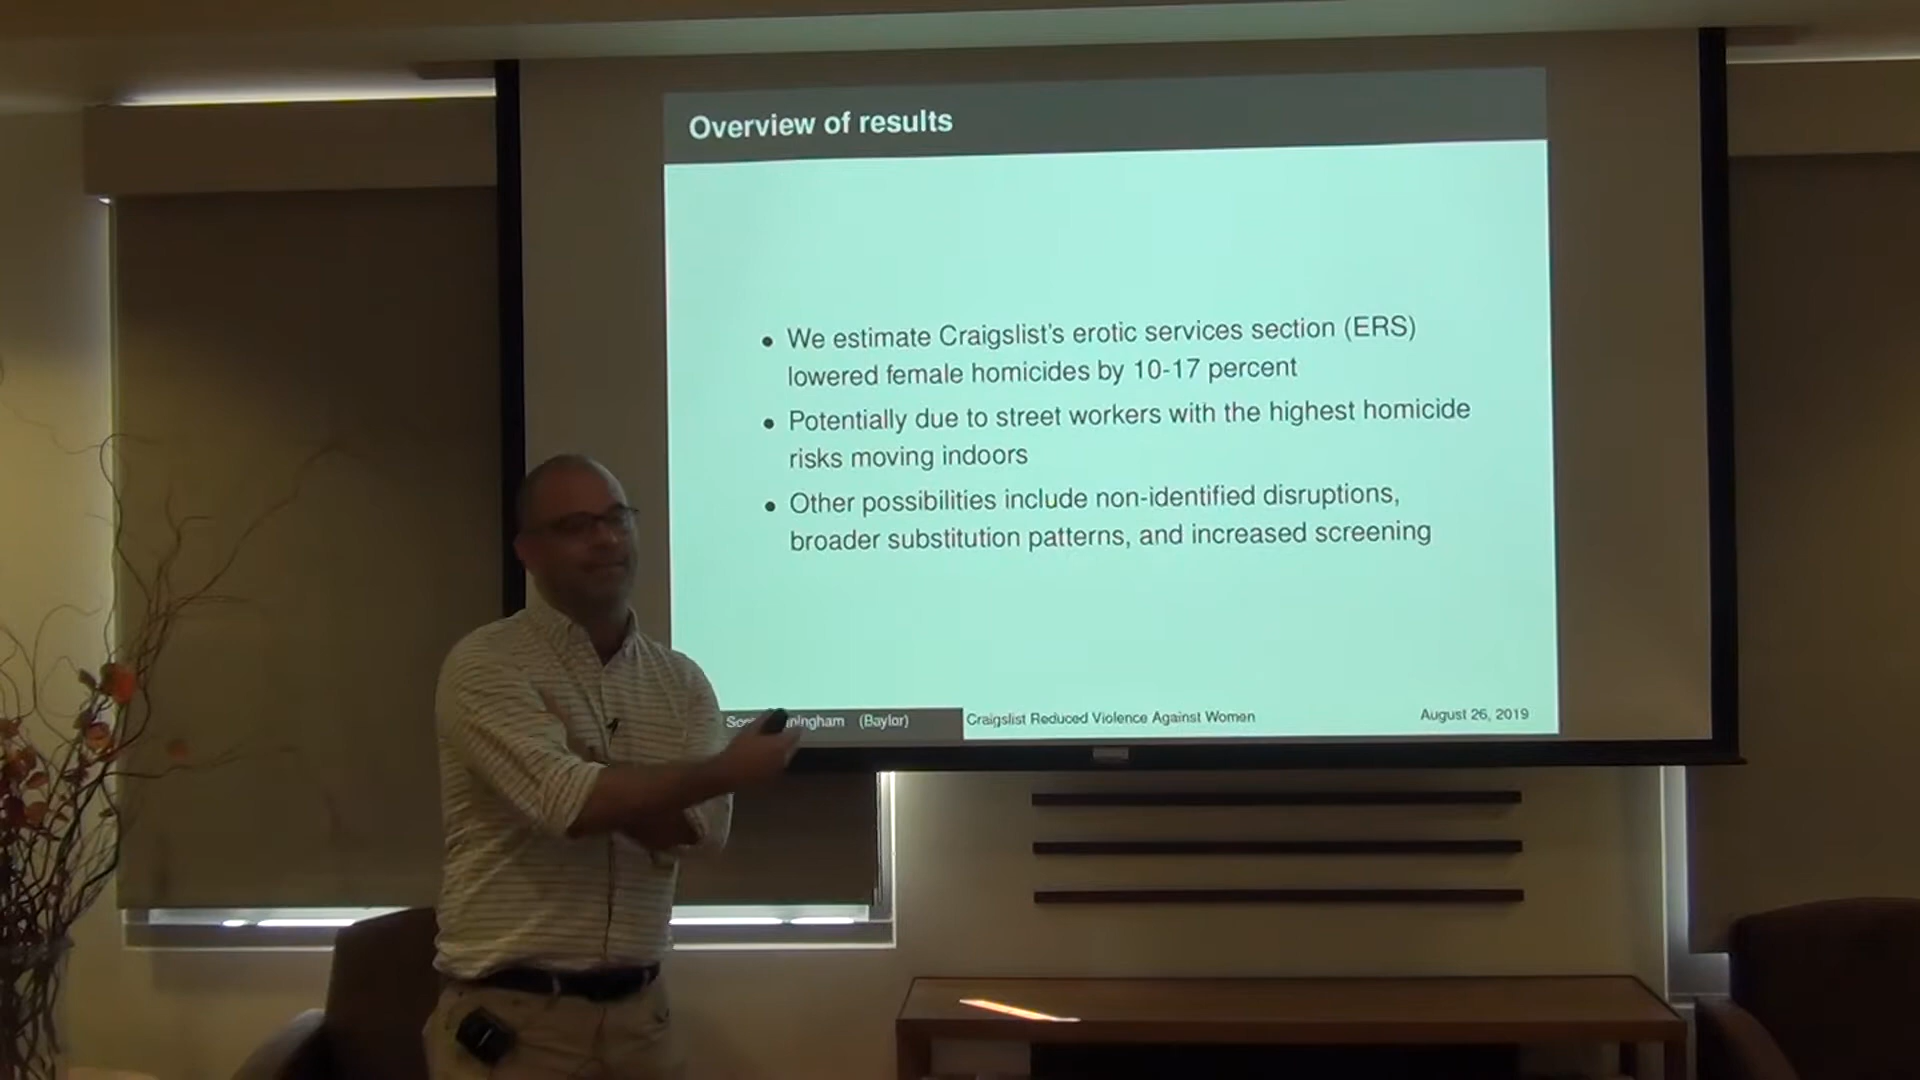 Overview of results
• We estimate Craigslist's erotic services section (ERS)
lowered female homicides by 10-17 percent
• Potentially due to street workers with the highest homicide
risks moving indoors
• Other possibilities include non-identified disruptions,
broader substitution patterns, and increased screening
(Baylor) Craigslist Reduced Violence Against Women August 26, 2019